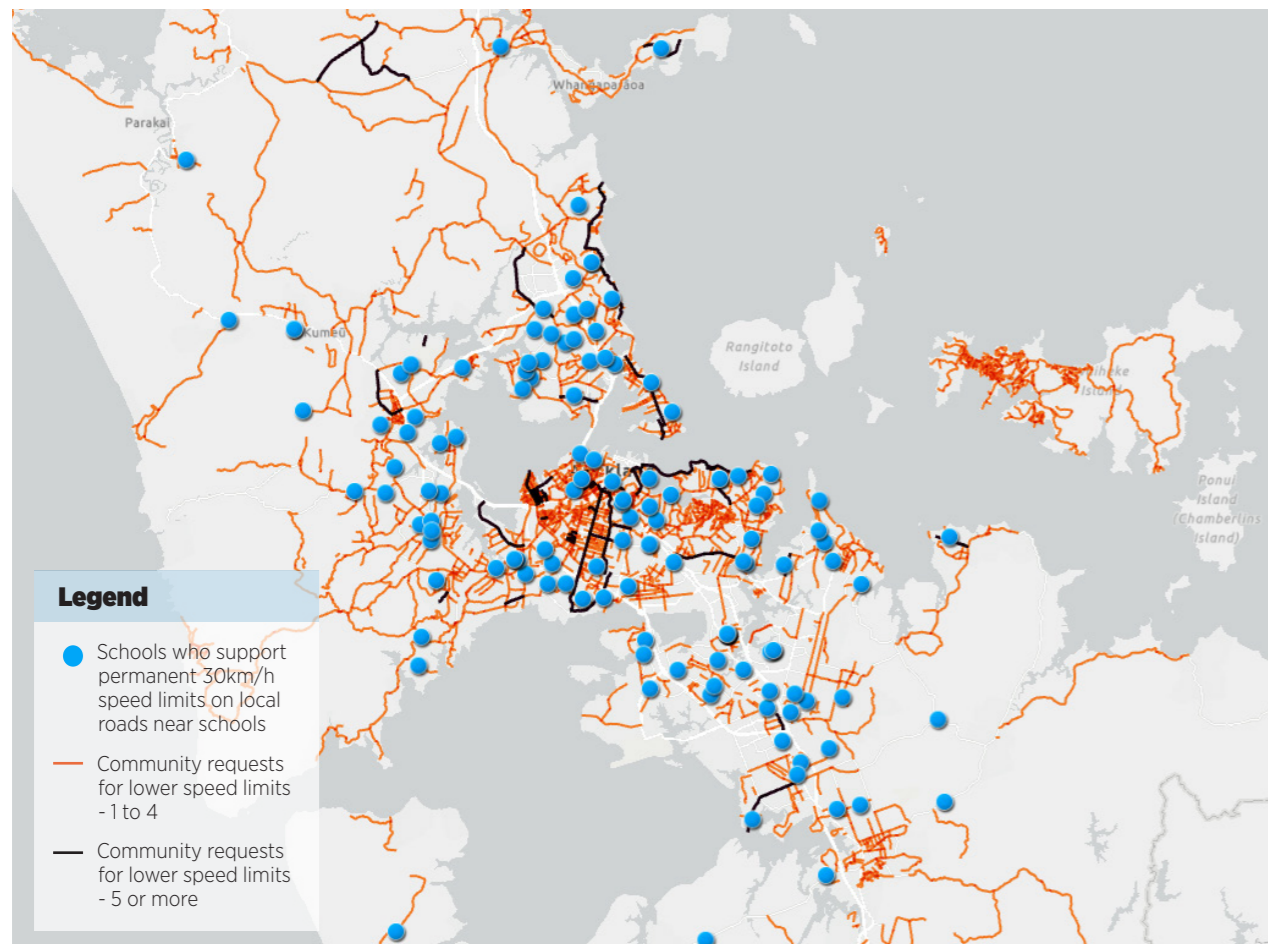 Whangaparāoa
Parakai
Kumeū
Rangitoto
Island
Island
Ponui
Island
(Chamberlins
Island)
Legend
Schools who support
permanent 30km/h
speed limits on local
roads near schools
Community requests
for lower speed limits
- 1 to 4
Community requests
for lower speed limits
- 5 or more